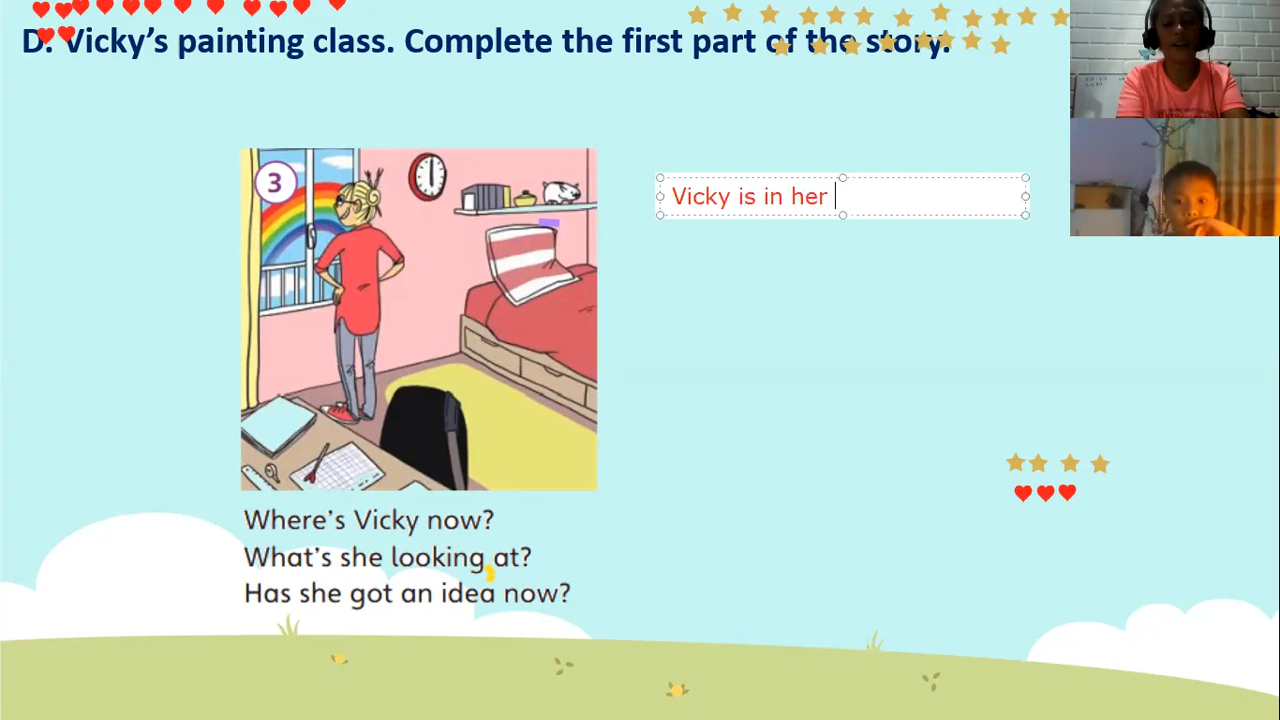 D. Vicky's painting class. Complete the first part of the story.
3
Vicky is in her
Where's Vicky now?
What's she looking at?
Has she got an idea now?